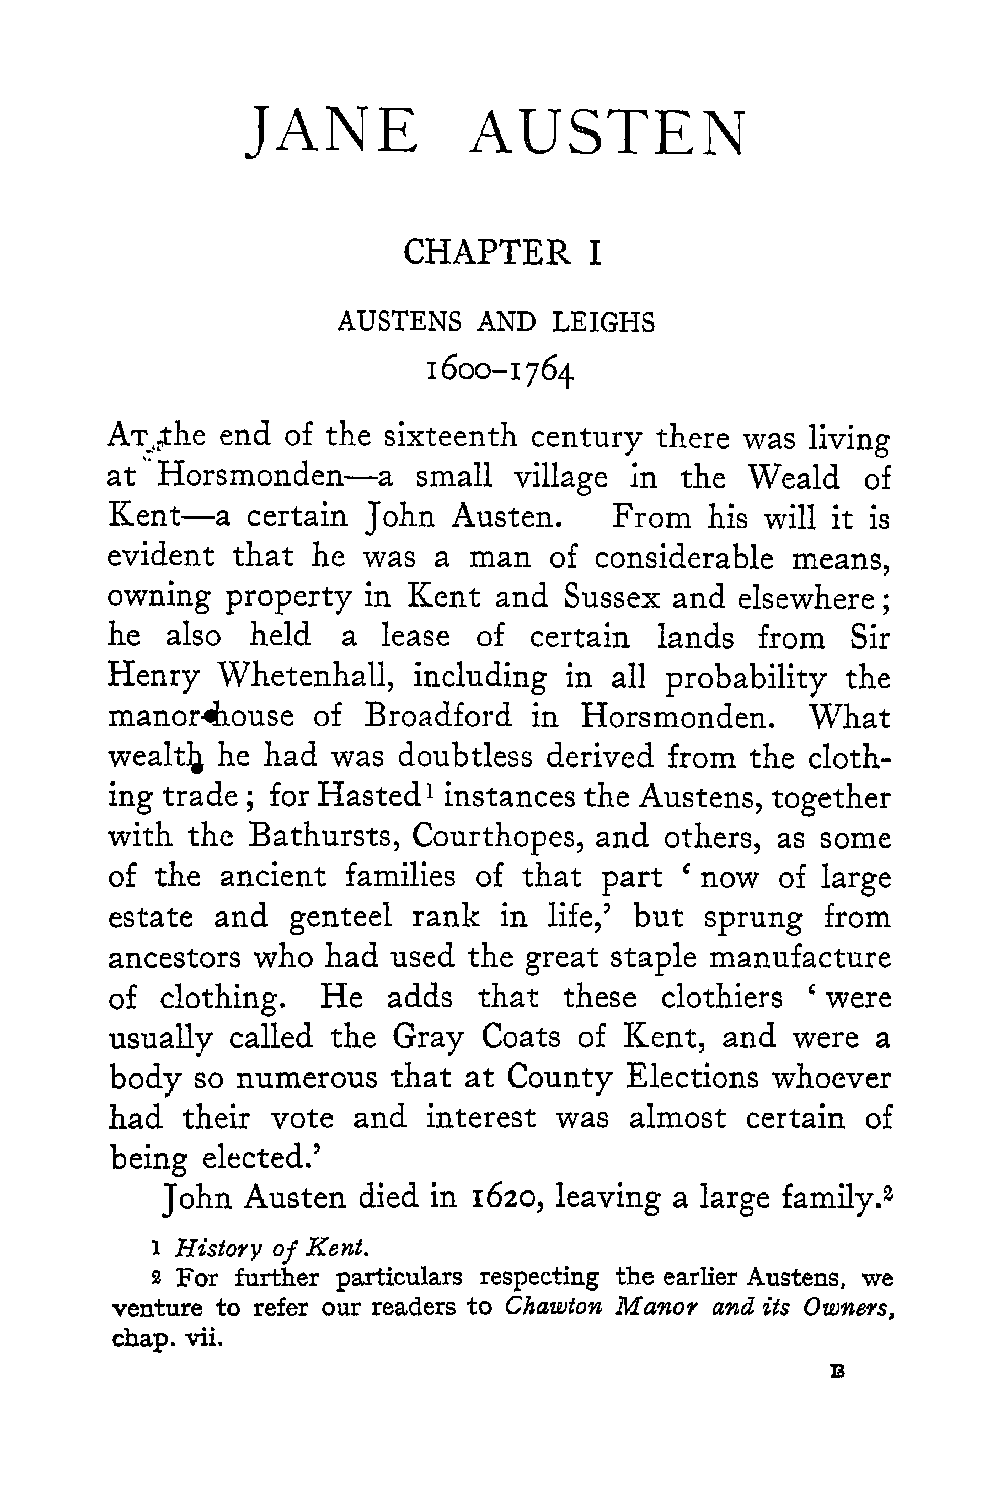 JANE AUSTEN
CHAPTER I
AUSTENS AND LEIGHS
1600–1764
AT the end of the sixteenth century there was living
at Horsmonden—a small village in the Weald of
Kent—a certain John Austen. From his will it is
evident that he was a man of considerable means,
owning property in Kent and Sussex and elsewhere;
he also held a lease of certain lands from Sir
Henry Whetenhall, including in all probability the
manor-house of Broadford in Horsmonden. What
wealth he had was doubtless derived from the cloth-
ing trade; for Hasted¹ instances the Austens, together
with the Bathursts, Courthopes, and others, as some
of the ancient families of that part ‘now of large
estate and genteel rank in life,’ but sprung from
ancestors who had used the great staple manufacture
of clothing. He adds that these clothiers ‘were
usually called the Gray Coats of Kent, and were a
body so numerous that at County Elections whoever
had their vote and interest was almost certain of
being elected.’
John Austen died in 1620, leaving a large family.²
1 History of Kent.
2 For further particulars respecting the earlier Austens, we
venture to refer our readers to Chawton Manor and its Owners,
chap. vii.
B